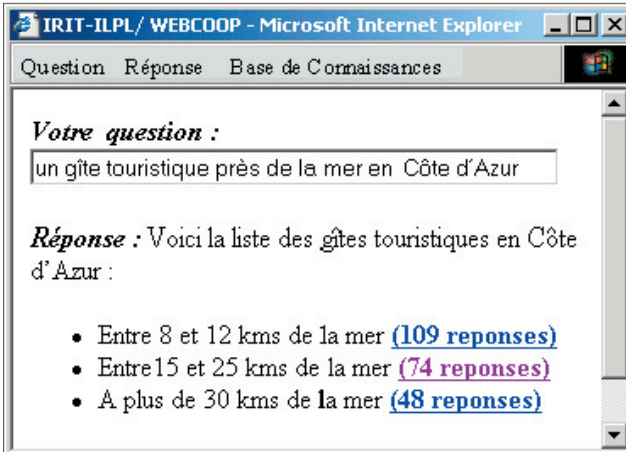 IRIT-ILPL/ WEBCOOP - Microsoft Internet Explorer
Question Réponse Base de Connaissances
Votre question :
un gîte touristique près de la mer en Côte d'Azur
Réponse : Voici la liste des gîtes touristiques en Côte
d'Azur :
• Entre 8 et 12 kms de la mer (109 reponses)
• Entre15 et 25 kms de la mer (74 reponses)
• A plus de 30 kms de la mer (48 reponses)